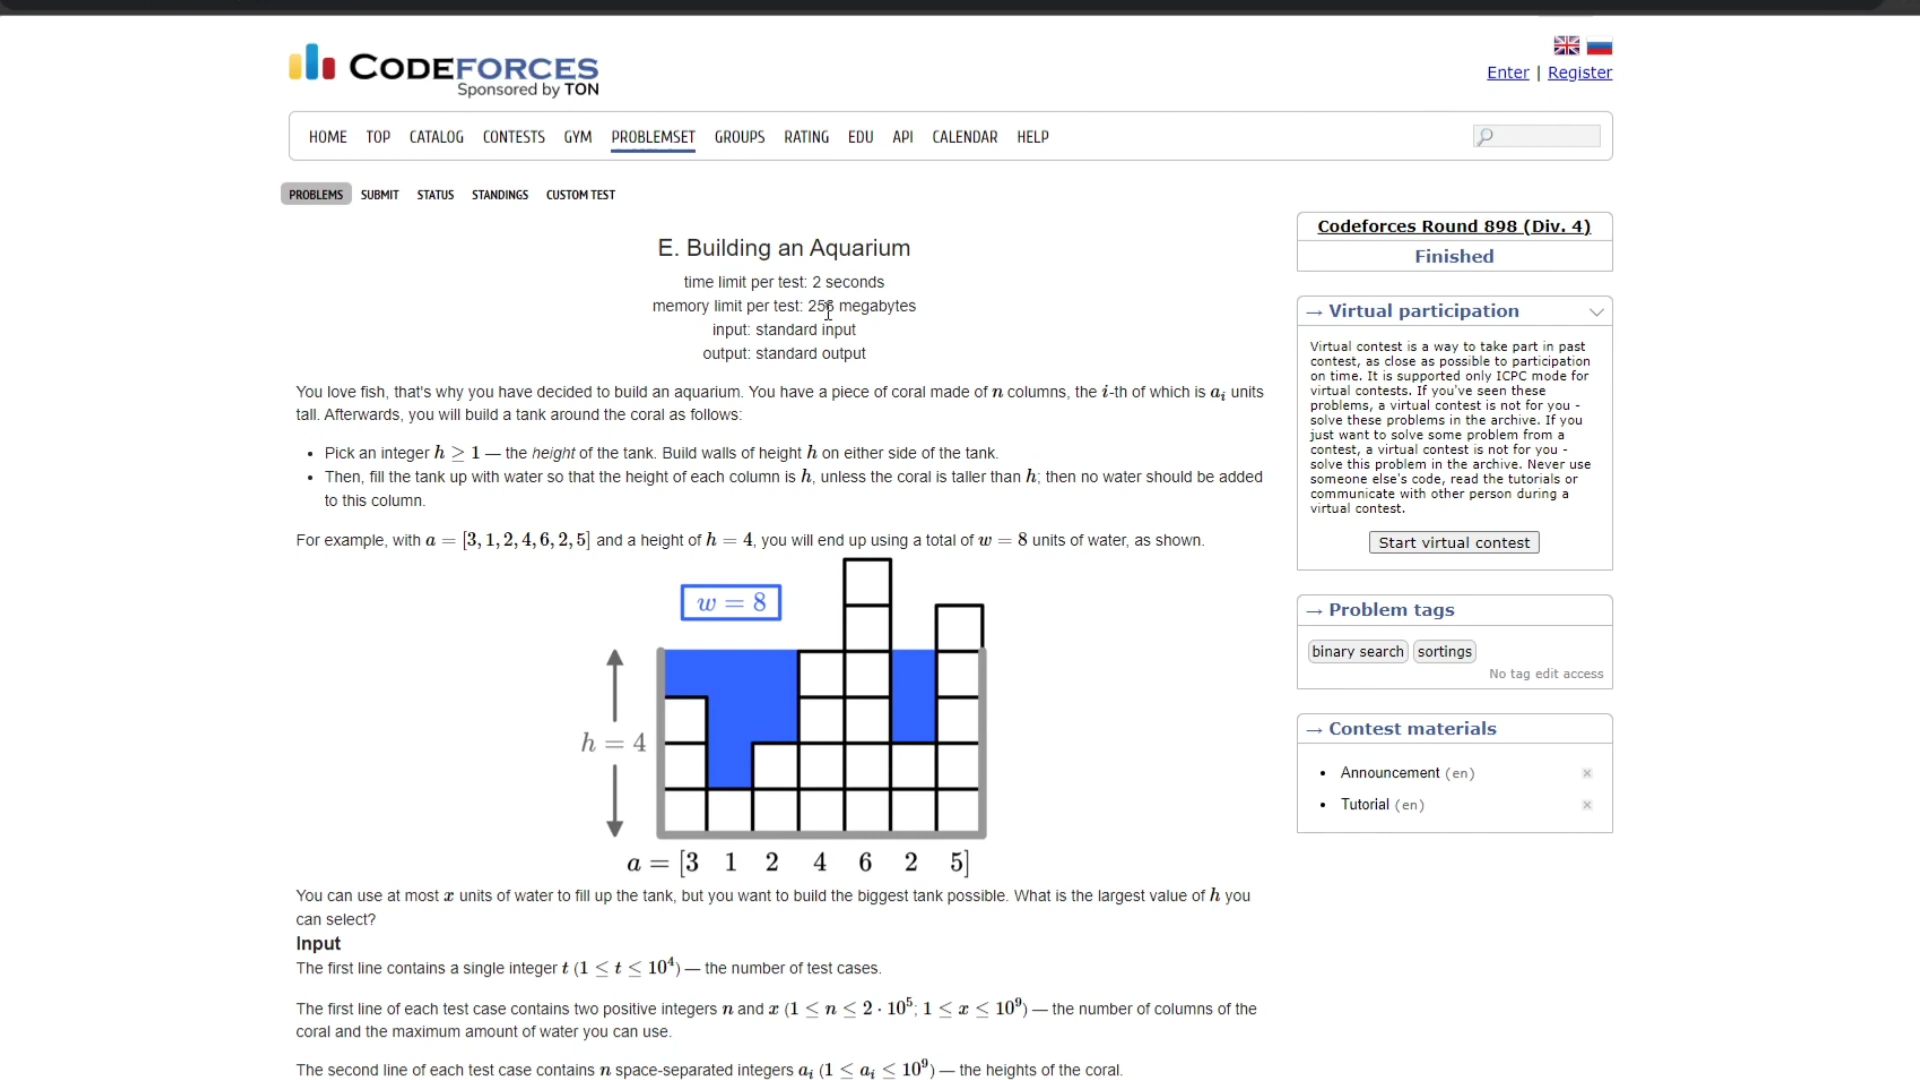 CODEFORCES
Sponsored by TON
Enter | Register
HOME TOP CATALOG CONTESTS GYM PROBLEMSET GROUPS RATING EDU API CALENDAR HELP
PROBLEMS SUBMIT STATUS STANDINGS CUSTOM TEST
E. Building an Aquarium
time limit per test: 2 seconds
memory limit per test: 256 megabytes
input: standard input
output: standard output
You love fish, that's why you have decided to build an aquarium. You have a piece of coral made of n columns, the i-th of which is aᵢ units
tall. Afterwards, you will build a tank around the coral as follows:
• Pick an integer h ≥ 1 — the height of the tank. Build walls of height h on either side of the tank.
• Then, fill the tank up with water so that the height of each column is h, unless the coral is taller than h; then no water should be added
to this column.
For example, with a = [3, 1, 2, 4, 6, 2, 5] and a height of h = 4, you will end up using a total of w = 8 units of water, as shown.
w = 8
h = 4
a = [3 1 2 4 6 2 5]
You can use at most x units of water to fill up the tank, but you want to build the biggest tank possible. What is the largest value of h you
can select?
Input
The first line contains a single integer t (1 ≤ t ≤ 10⁴) — the number of test cases.
The first line of each test case contains two positive integers n and x (1 ≤ n ≤ 2 · 10⁵; 1 ≤ x ≤ 10⁹) — the number of columns of the
coral and the maximum amount of water you can use.
The second line of each test case contains n space-separated integers aᵢ (1 ≤ aᵢ ≤ 10⁹) — the heights of the coral.
Codeforces Round 898 (Div. 4)
Finished
→ Virtual participation
Virtual contest is a way to take part in past
contest, as close as possible to participation
on time. It is supported only ICPC mode for
virtual contests. If you've seen these
problems, a virtual contest is not for you -
solve these problems in the archive. If you
just want to solve some problem from a
contest, a virtual contest is not for you -
solve this problem in the archive. Never use
someone else's code, read the tutorials or
communicate with other person during a
virtual contest.
Start virtual contest
→ Problem tags
binary search sortings
No tag edit access
→ Contest materials
• Announcement (en) ×
• Tutorial (en) ×